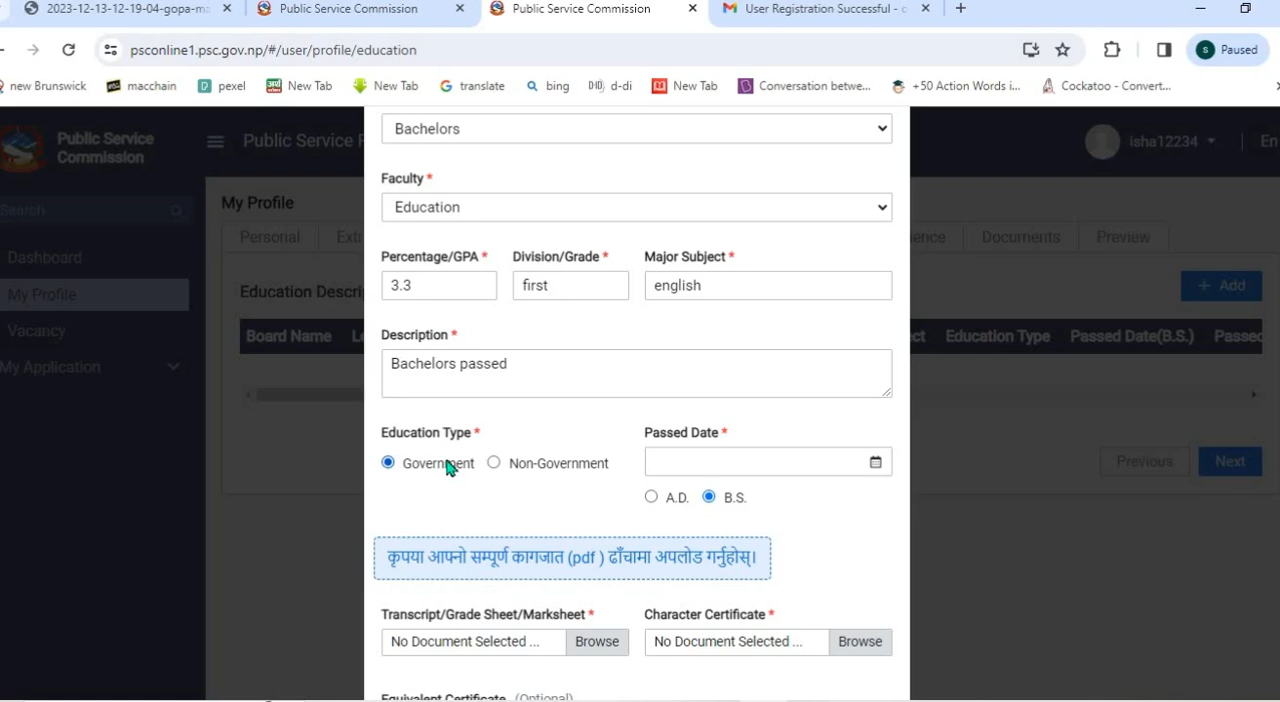 2023-12-13-12-19-04-gopa-ma
Public Service Commission
Public Service Commission
User Registration Successful - c
psconline1.psc.gov.np/#/user/profile/education
S
Paused
new Brunswick
macchain
pexel
New Tab
New Tab
translate
bing
d-di
New Tab
Conversation betwe...
+50 Action Words i...
Cockatoo - Convert...
Public Service
Commission
Public Service
isha12234
En
Search
Dashboard
My Profile
Vacancy
My Application
My Profile
Personal
Documents
Preview
Education
+ Add
Board Name
Education Type
Passed Date(B.S.)
Previous
Next
Bachelors
Faculty *
Education
Percentage/GPA *
Division/Grade *
Major Subject *
3.3
first
english
Description *
Bachelors passed
Education Type *
Passed Date *
Government
Non-Government
A.D.
B.S.
कृपया आफ्नो सम्पूर्ण कागजात (pdf ) ढाँचामा अपलोड गर्नुहोस्।
Transcript/Grade Sheet/Marksheet *
Character Certificate *
No Document Selected ...
Browse
No Document Selected ...
Browse
Equivalent Certificate (Optional)